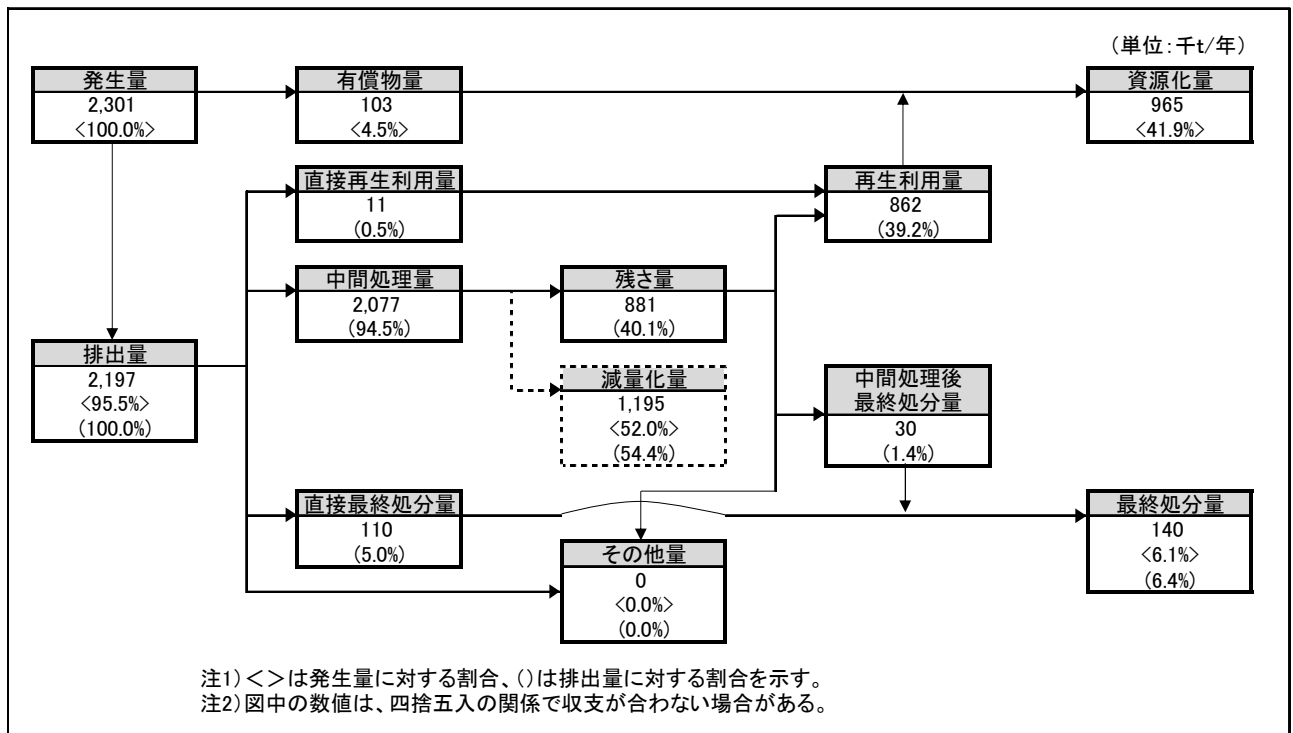 （単位：千t/年）
発生量
2,301
<100.0%>
有償物量
103
<4.5%>
資源化量
965
<41.9%>
直接再生利用量
11
(0.5%)
再生利用量
862
(39.2%)
中間処理量
2,077
(94.5%)
残さ量
881
(40.1%)
排出量
2,197
<95.5%>
(100.0%)
減量化量
1,195
<52.0%>
(54.4%)
中間処理後
最終処分量
30
(1.4%)
直接最終処分量
110
(5.0%)
最終処分量
140
<6.1%>
(6.4%)
その他量
0
<0.0%>
(0.0%)
注1)＜＞は発生量に対する割合、()は排出量に対する割合を示す。
注2)図中の数値は、四捨五入の関係で収支が合わない場合がある。